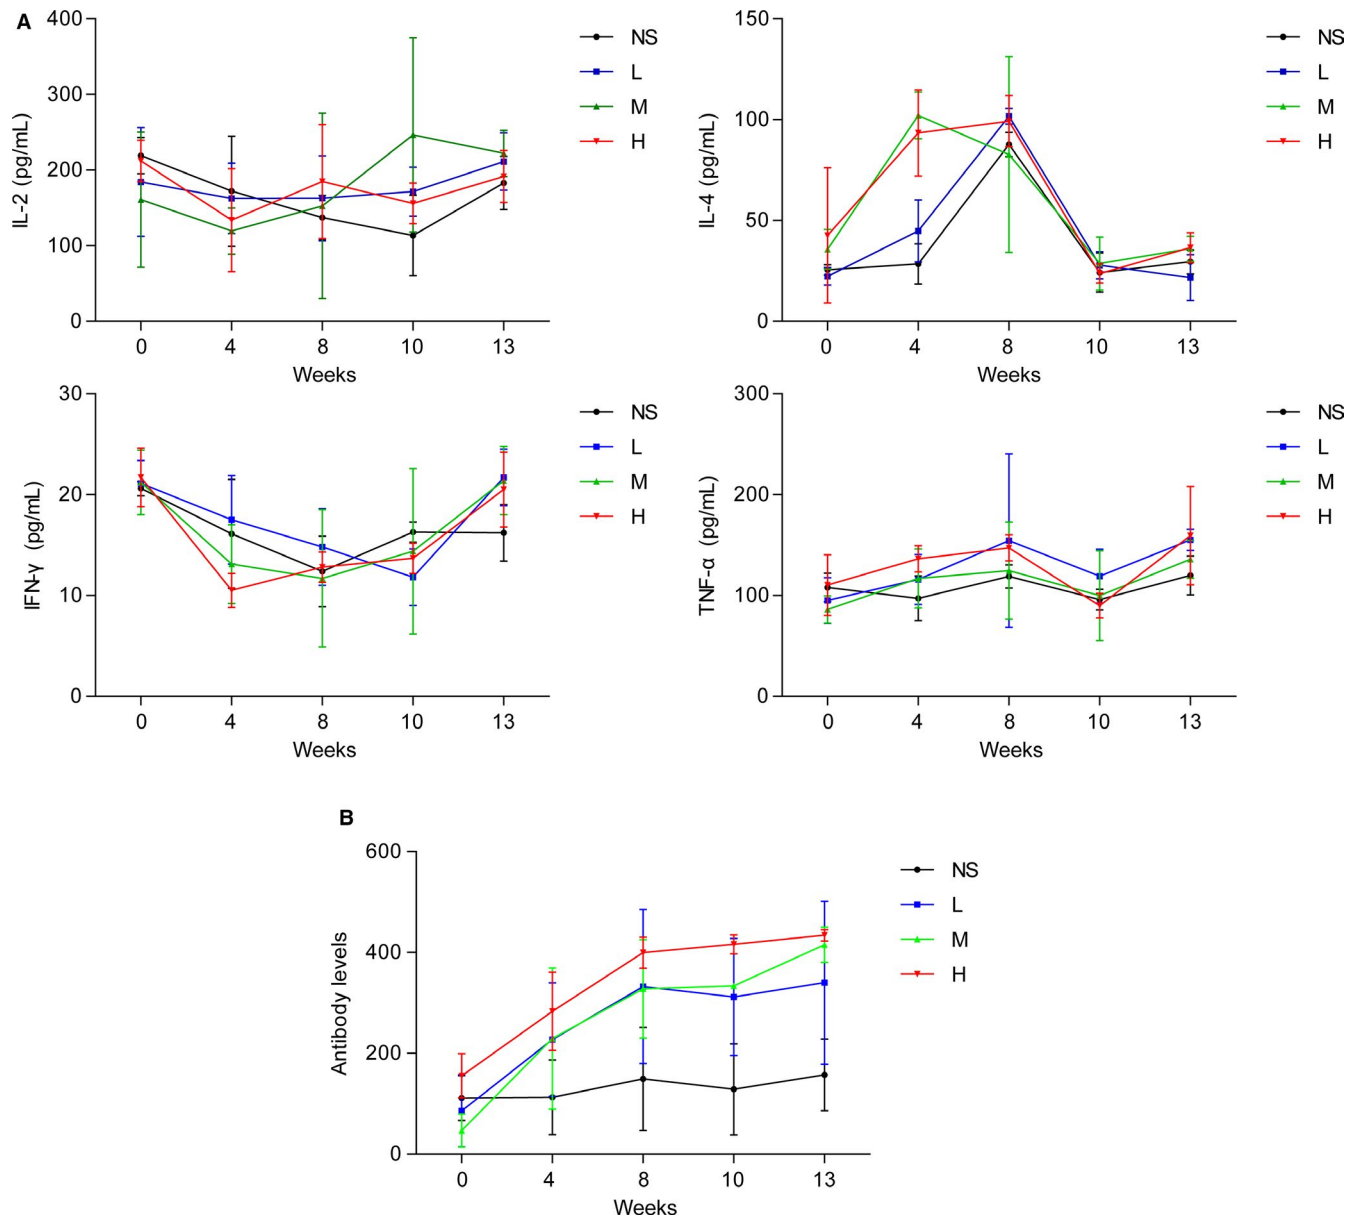 A
IL-2 (pg/mL)
400
300
200
100
0
0 4 8 10 13
Weeks
NS
L
M
H
IL-4 (pg/mL)
150
100
50
0
0 4 8 10 13
Weeks
NS
L
M
H
IFN-γ (pg/mL)
30
20
10
0
0 4 8 10 13
Weeks
NS
L
M
H
TNF-α (pg/mL)
300
200
100
0
0 4 8 10 13
Weeks
NS
L
M
H
B
Antibody levels
600
400
200
0
0 4 8 10 13
Weeks
NS
L
M
H